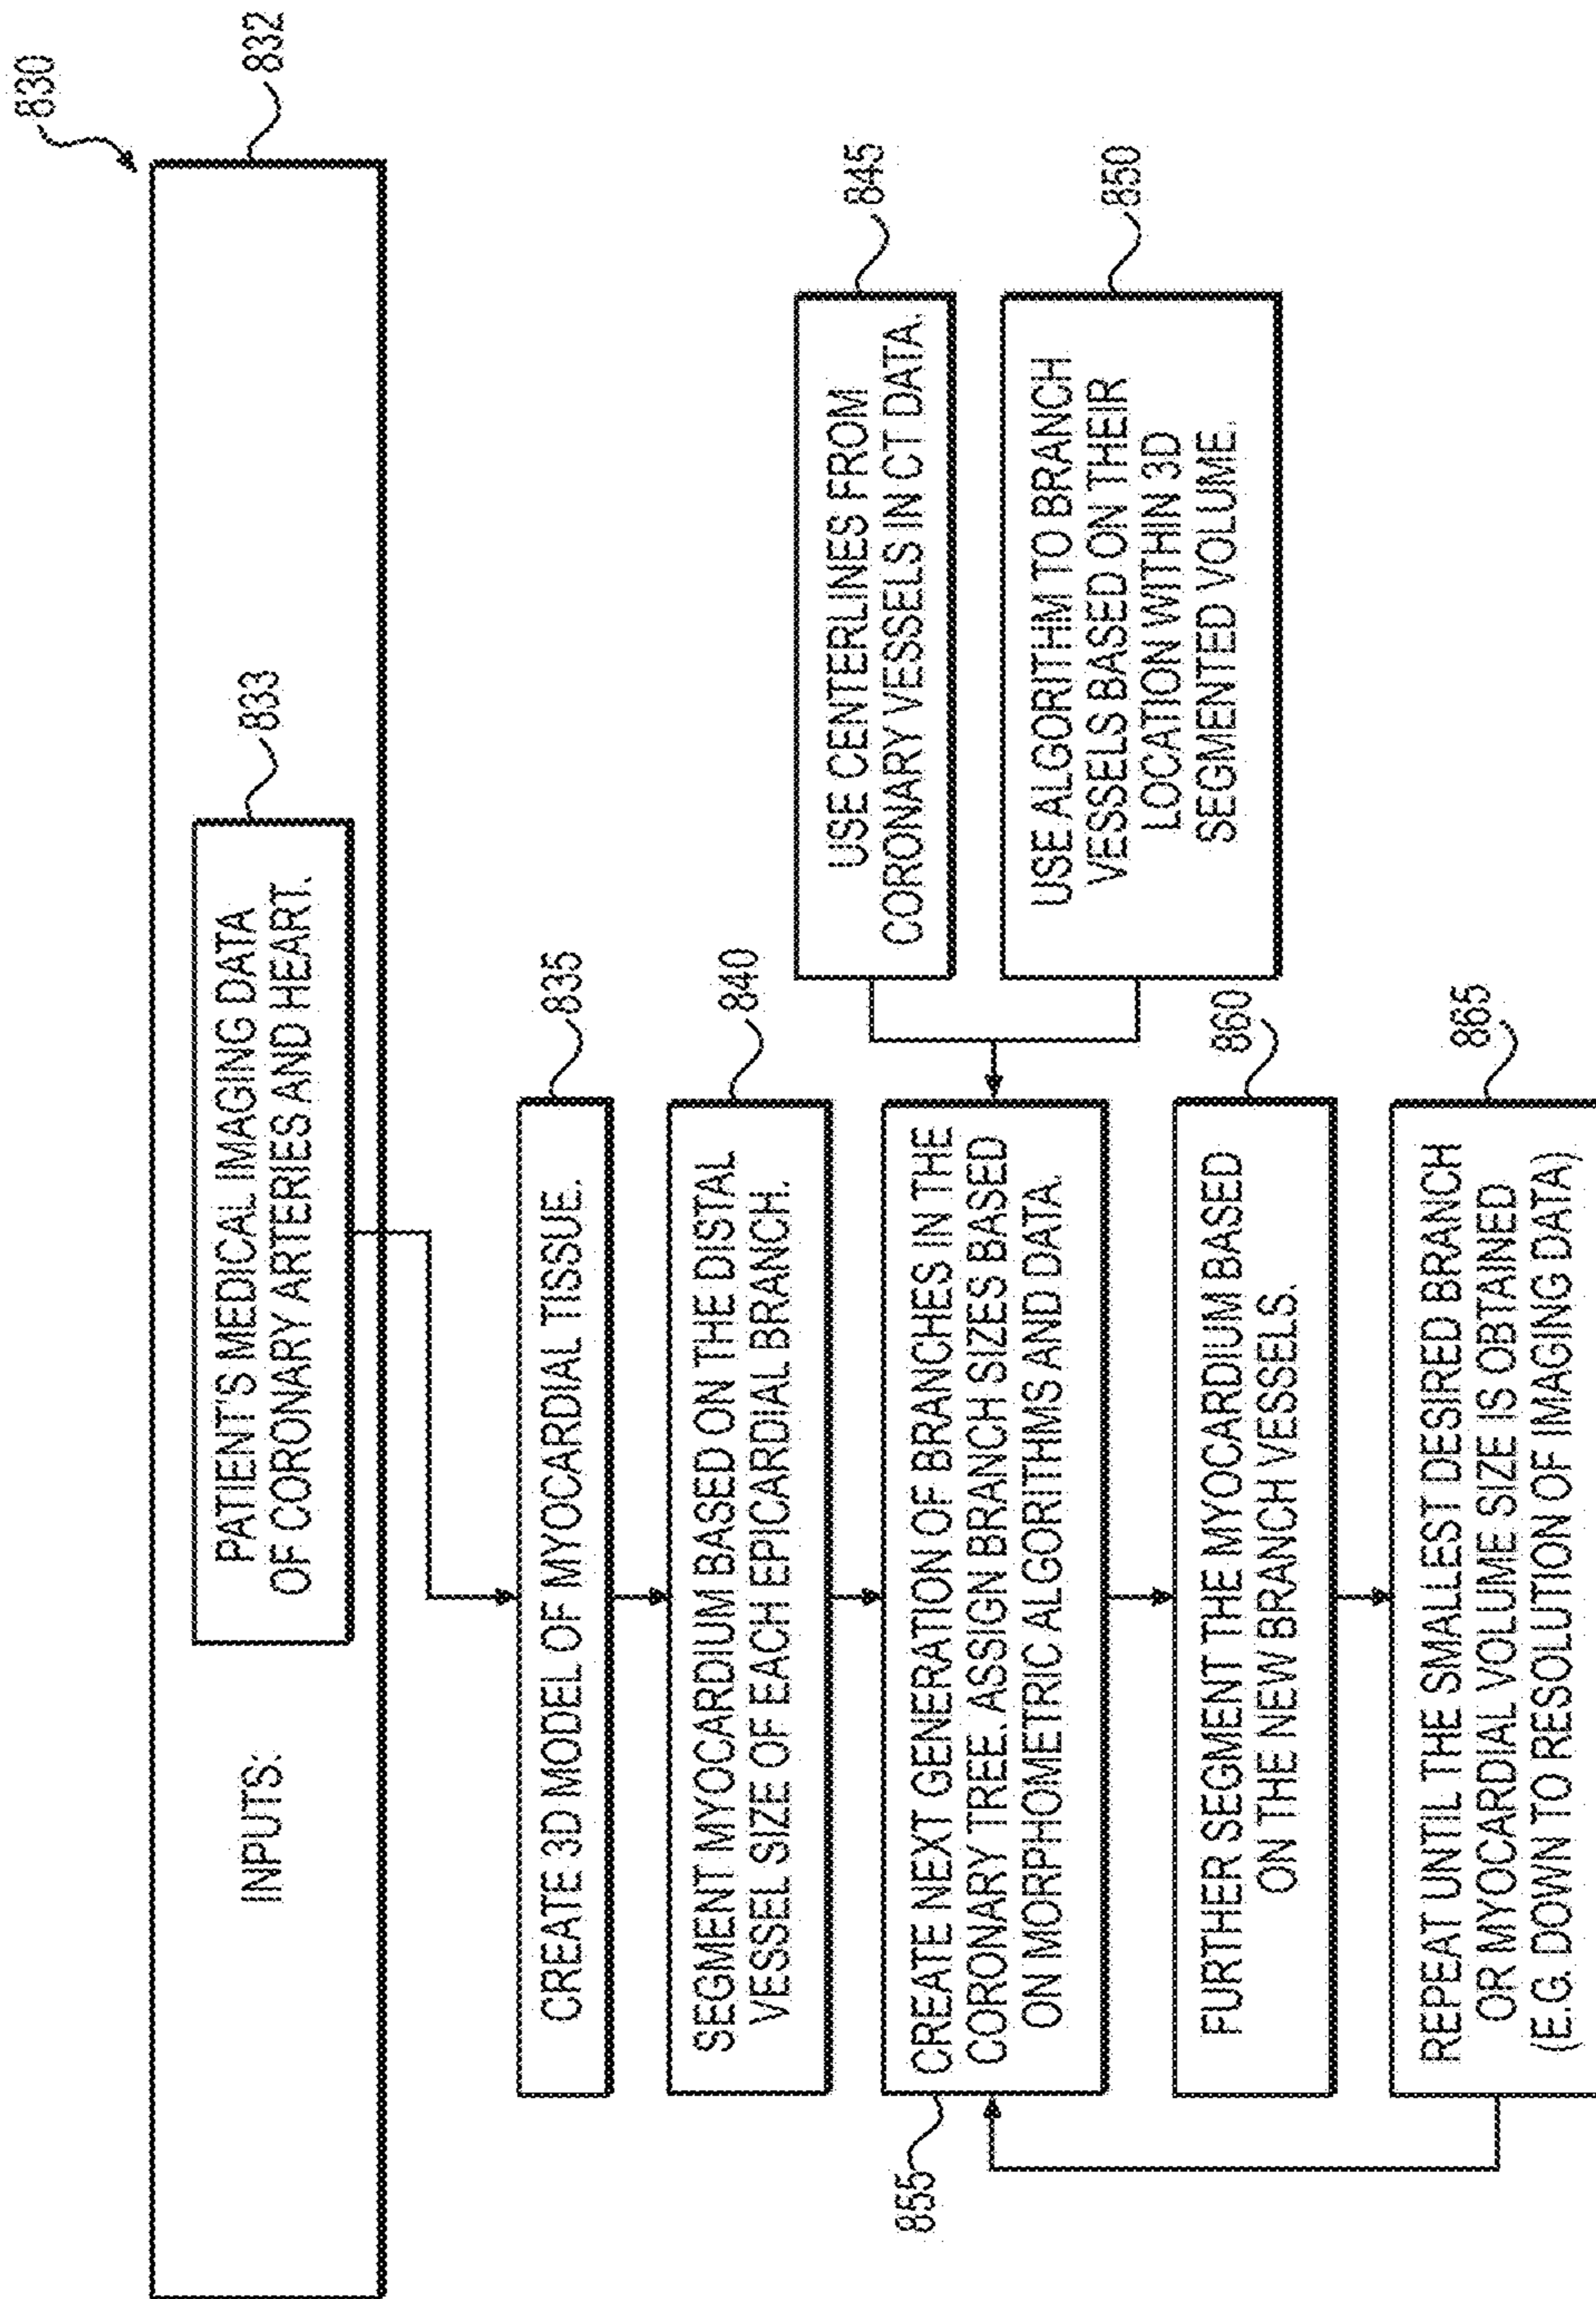 830
832
833
INPUTS:
PATIENT'S MEDICAL IMAGING DATA
OF CORONARY ARTERIES AND HEART.
835
CREATE 3D MODEL OF MYOCARDIAL TISSUE.
840
SEGMENT MYOCARDIUM BASED ON THE DISTAL
VESSEL SIZE OF EACH EPICARDIAL BRANCH.
845
USE CENTERLINES FROM
CORONARY VESSELS IN CT DATA.
850
USE ALGORITHM TO BRANCH
VESSELS BASED ON THEIR
LOCATION WITHIN 3D
SEGMENTED VOLUME.
855
CREATE NEXT GENERATION OF BRANCHES IN THE
CORONARY TREE. ASSIGN BRANCH SIZES BASED
ON MORPHOMETRIC ALGORITHMS AND DATA.
860
FURTHER SEGMENT THE MYOCARDIUM BASED
ON THE NEW BRANCH VESSELS.
865
REPEAT UNTIL THE SMALLEST DESIRED BRANCH
OR MYOCARDIAL VOLUME SIZE IS OBTAINED
(E.G. DOWN TO RESOLUTION OF IMAGING DATA)